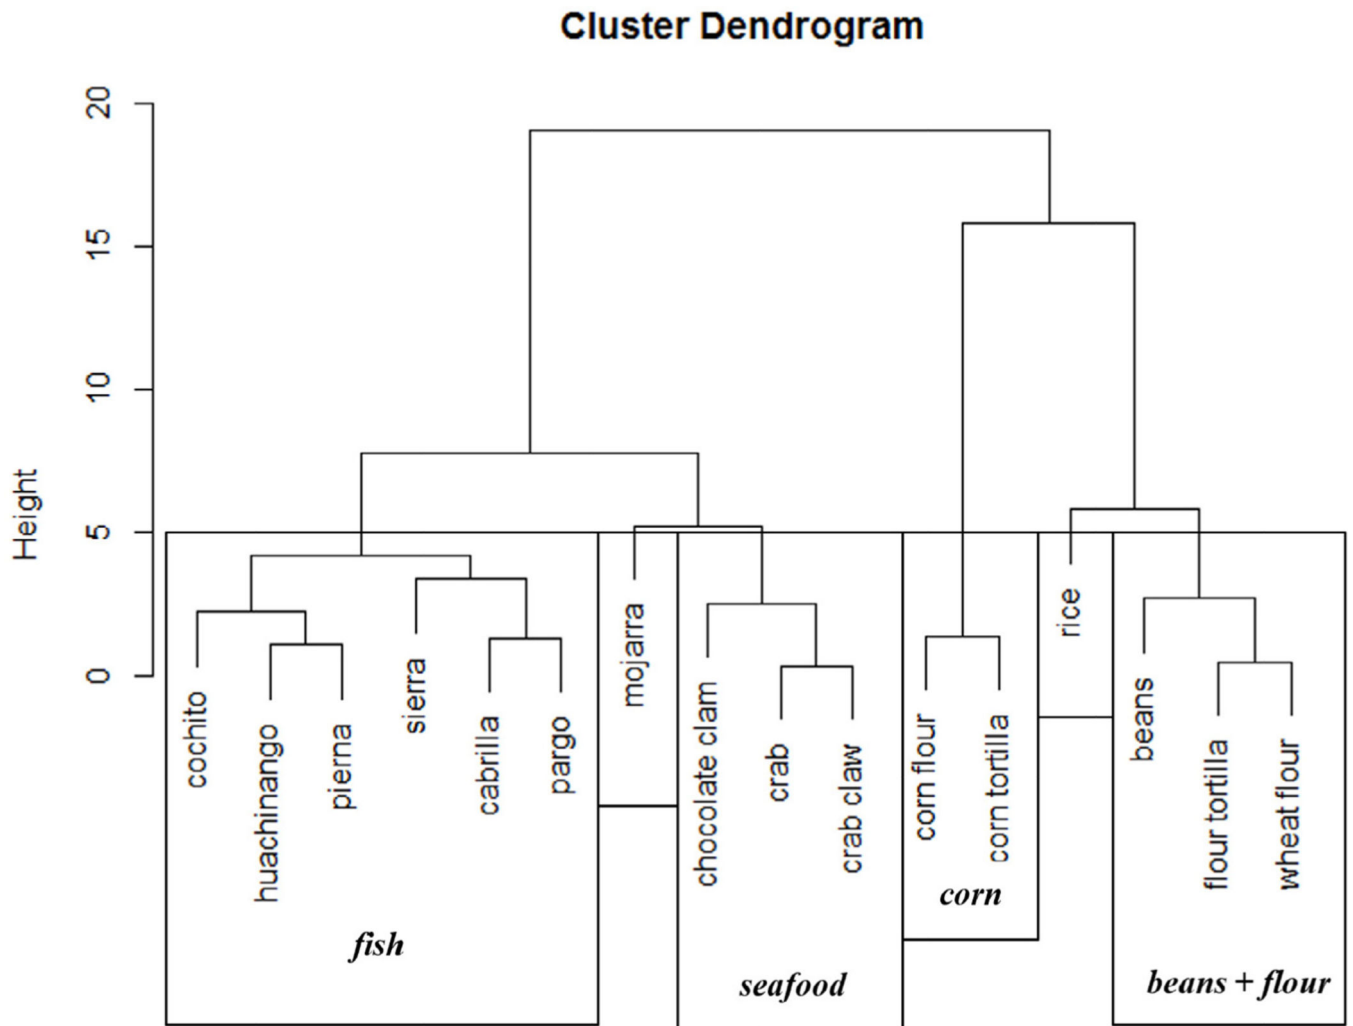 Cluster Dendrogram
Height
20
15
10
5
0
cochito
huachinango
pierna
sierra
cabrilla
pargo
mojarra
chocolate clam
crab
crab claw
corn flour
corn tortilla
rice
beans
flour tortilla
wheat flour
fish
seafood
corn
beans + flour